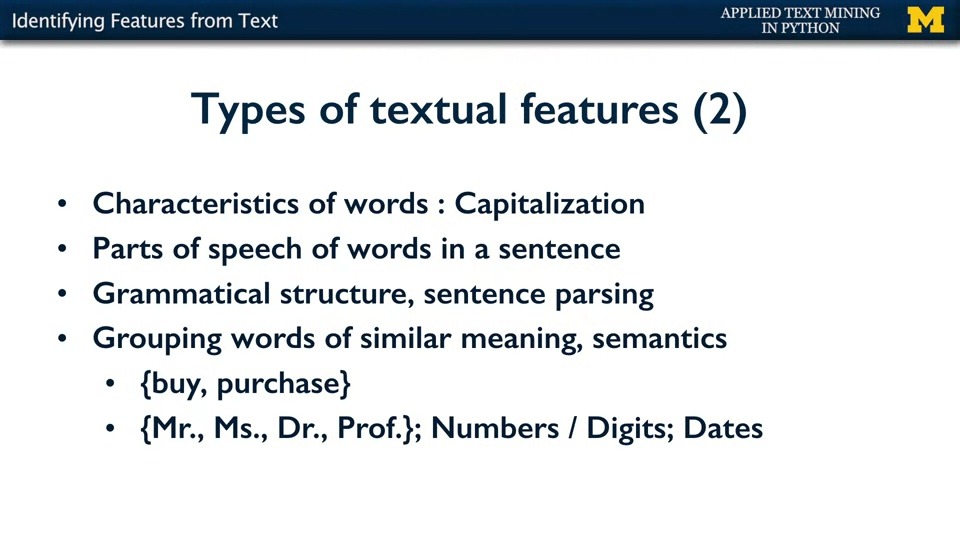 Identifying Features from Text
APPLIED TEXT MINING
IN PYTHON
M
Types of textual features (2)
• Characteristics of words : Capitalization
• Parts of speech of words in a sentence
• Grammatical structure, sentence parsing
• Grouping words of similar meaning, semantics
• {buy, purchase}
• {Mr., Ms., Dr., Prof.}; Numbers / Digits; Dates